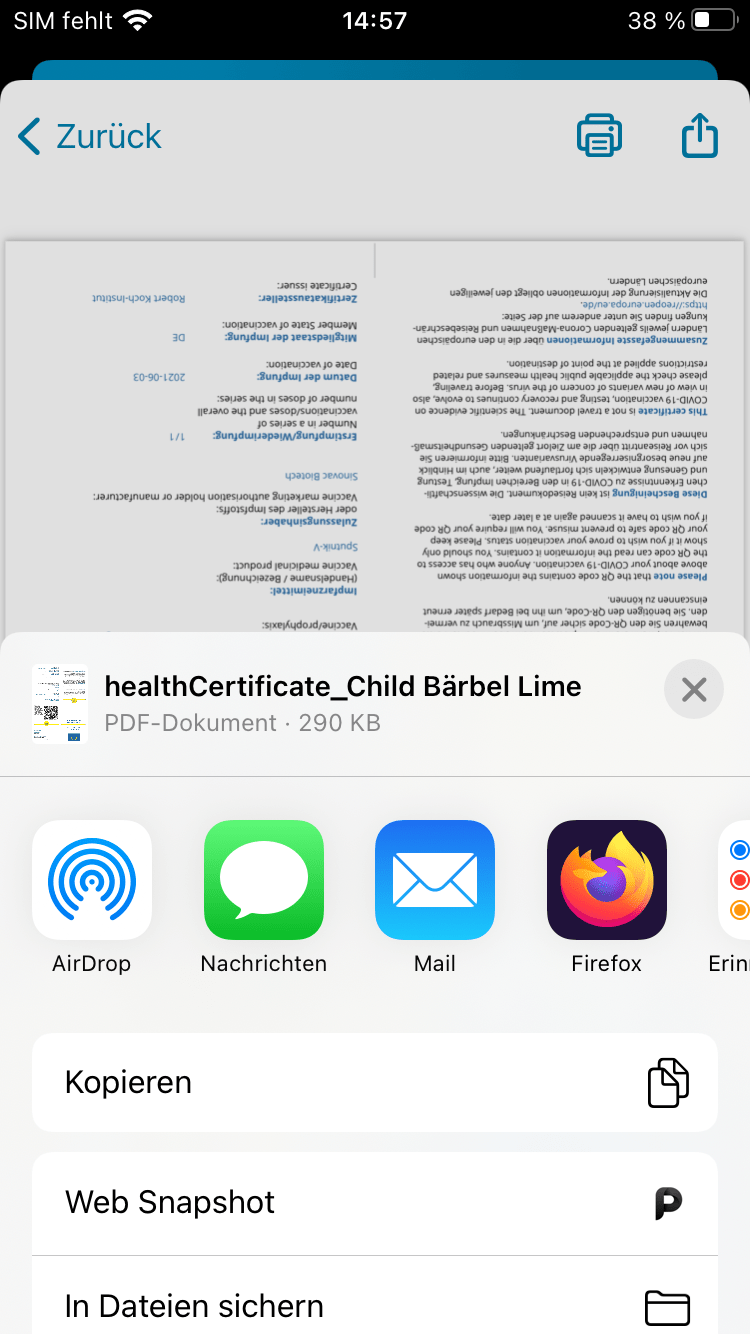 SIM fehlt
14:57
38 %
Zurück
bewahren Sie den QR-Code sicher auf, um Missbrauch zu vermei-
den. Sie benötigen den QR-Code, um ihn bei Bedarf später erneut
einscannen zu können.
Please note that the QR code contains the information shown
above about your COVID-19 vaccination. Anyone who has access to
the QR code can read the information it contains. You should only
show it if you wish to prove your vaccination status. Please keep
your QR code safe to prevent misuse. You will require your QR code
if you wish to have it scanned again at a later date.
Diese Bescheinigung ist kein Reisedokument. Die wissenschaftli-
chen Erkenntnisse zu COVID-19 in den Bereichen Impfung, Testung
und Genesung entwickeln sich fortlaufend weiter, auch im Hinblick
auf neue besorgniserregende Virusvarianten. Bitte informieren Sie
sich vor Reiseantritt über die am Zielort geltenden Gesundheitsmaß-
nahmen und entsprechenden Beschränkungen.
This certificate is not a travel document. The scientific evidence on
COVID-19 vaccination, testing and recovery continues to evolve, also
in view of new variants of concern of the virus. Before traveling,
please check the applicable public health measures and related
restrictions applied at the point of destination.
Zusammengefasste Informationen über die in den europäischen
Ländern jeweils geltenden Corona-Maßnahmen und Reisebeschrän-
kungen finden Sie unter anderem auf der Seite:
https://reopen.europa.eu/de.
Die Aktualisierung der Informationen obliegt den jeweiligen
europäischen Ländern.
Vaccine/prophylaxis:
Impfarzneimittel:
(Handelsname / Bezeichnung):
Vaccine medicinal product:
Sputnik-V
Zulassungsinhaber:
oder Hersteller des Impfstoffs:
Vaccine marketing authorisation holder or manufacturer:
Sinovac Biotech
Erstimpfung/Wiederimpfung: 1/1
Number in a series of
vaccinations/doses and the overall
number of doses in the series:
Datum der Impfung: 2021-06-03
Date of vaccination:
Mitgliedstaat der Impfung: DE
Member State of vaccination:
Zertifikataussteller: Robert Koch-Institut
Certificate issuer:
healthCertificate_Child Bärbel Lime
PDF-Dokument · 290 KB
AirDrop
Nachrichten
Mail
Firefox
Erin
Kopieren
Web Snapshot
In Dateien sichern